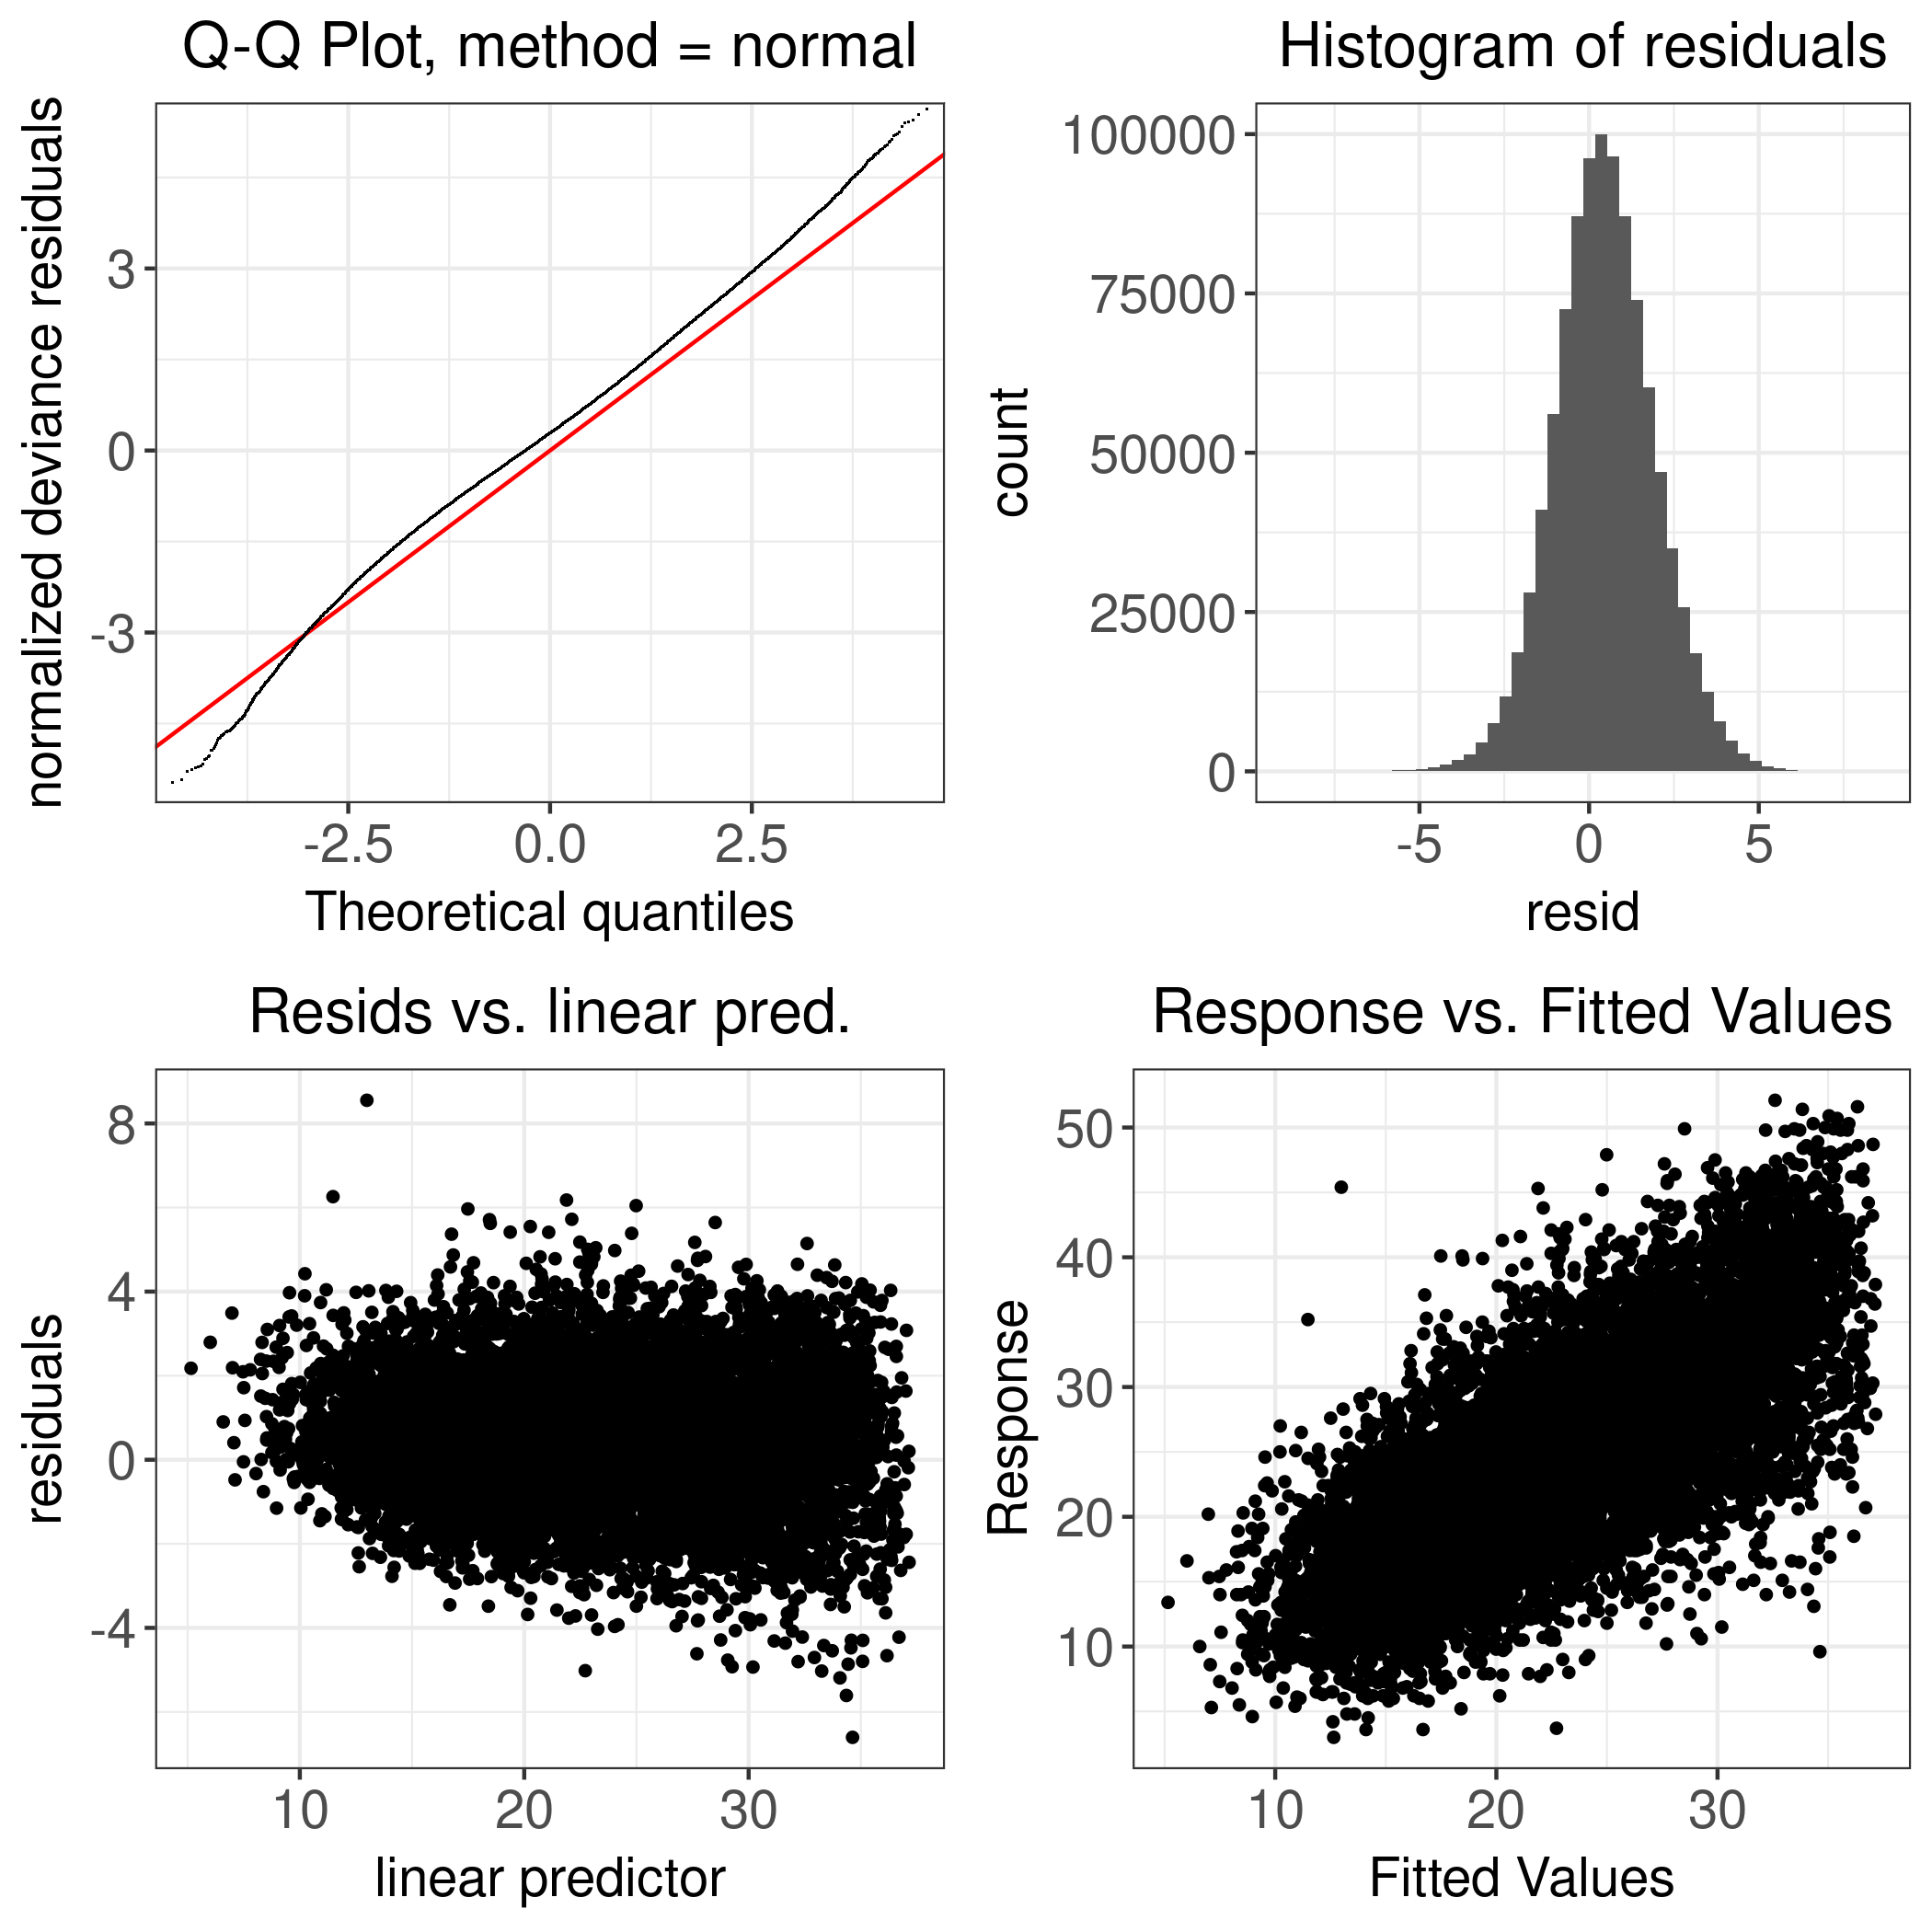 Q-Q Plot, method = normal
normalized deviance residuals
3
0
-3
-2.5 0.0 2.5
Theoretical quantiles
Histogram of residuals
count
100000
75000
50000
25000
0
-5 0 5
resid
Resids vs. linear pred.
residuals
8
4
0
-4
10 20 30
linear predictor
Response vs. Fitted Values
Response
50
40
30
20
10
10 20 30
Fitted Values